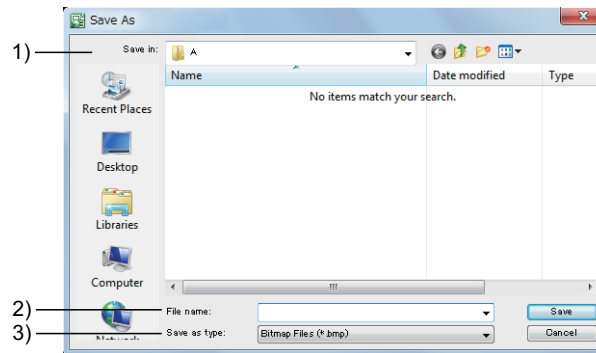 Save As
1)
Save in:
A
Name
Date modified
Type
No items match your search.
Recent Places
Desktop
Libraries
Computer
2)
File name:
Save
3)
Save as type:
Bitmap Files (*.bmp)
Cancel